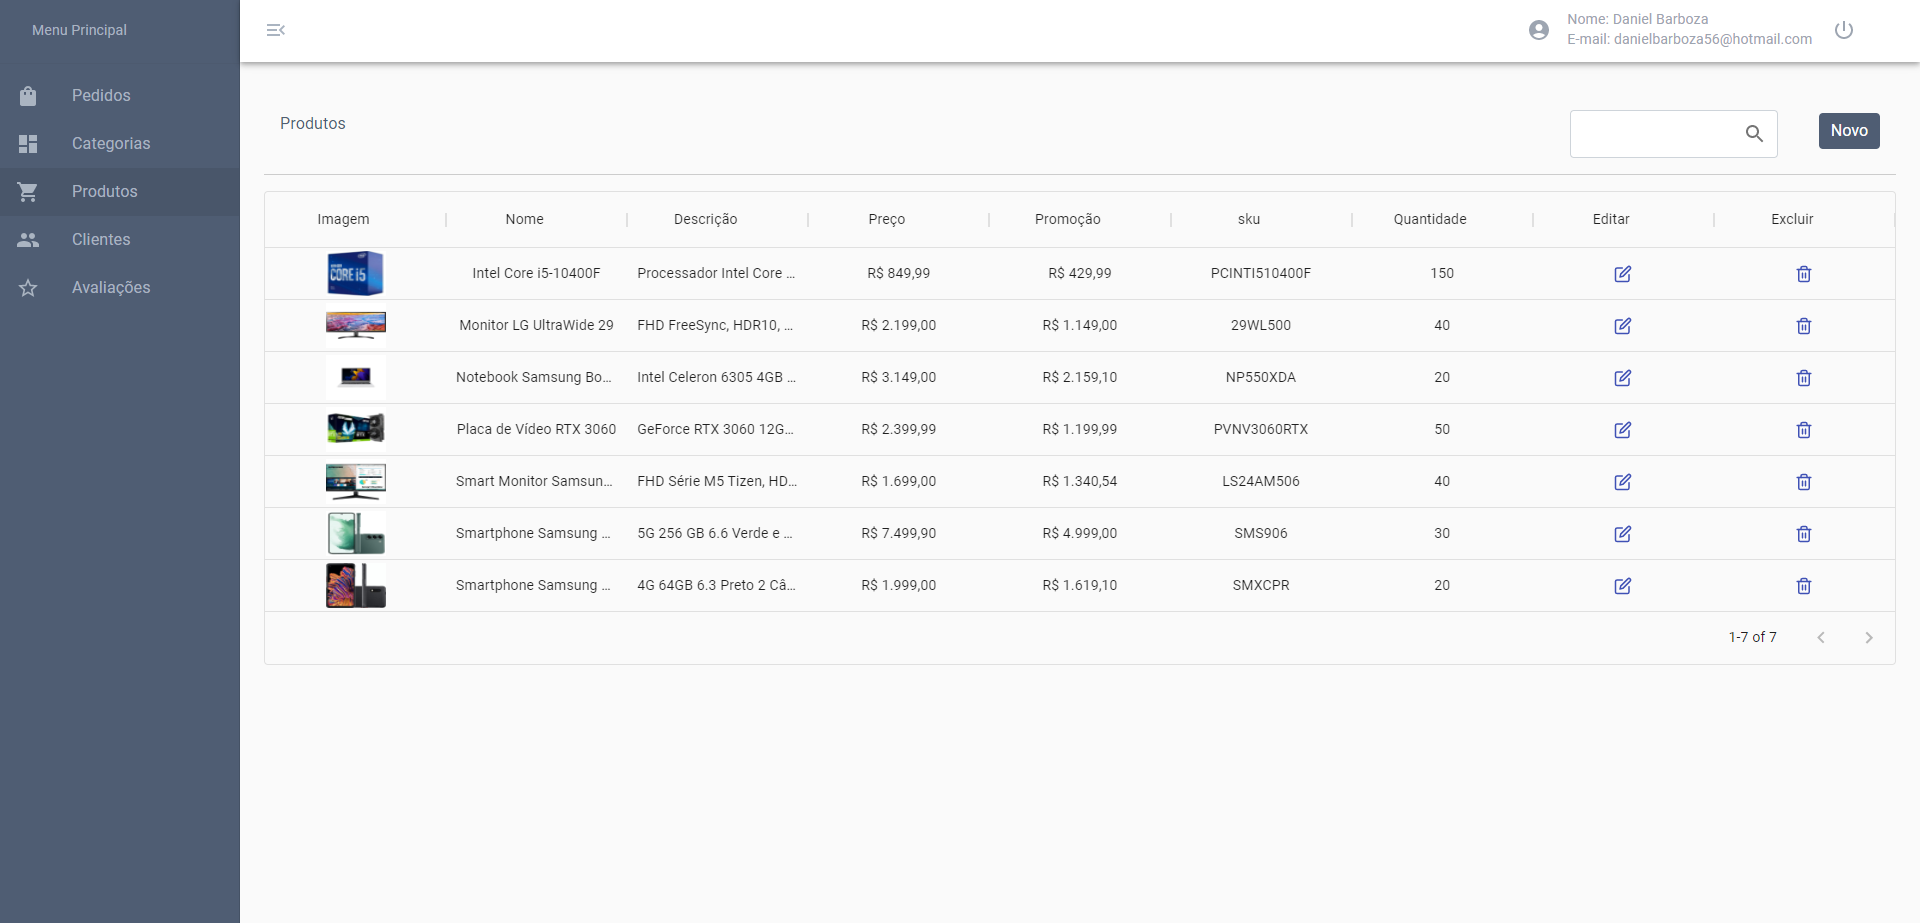 Menu Principal
Nome: Daniel Barboza
E-mail: danielbarboza56@hotmail.com
Pedidos
Categorias
Produtos
Clientes
Avaliações
Produtos
Novo
Imagem Nome Descrição Preço Promoção sku Quantidade Editar Excluir
CORE i5 Intel Core i5-10400F Processador Intel Core ... R$ 849,99 R$ 429,99 PCINTI510400F 150
Monitor LG UltraWide 29 FHD FreeSync, HDR10, ... R$ 2.199,00 R$ 1.149,00 29WL500 40
Notebook Samsung Bo... Intel Celeron 6305 4GB ... R$ 3.149,00 R$ 2.159,10 NP550XDA 20
Placa de Vídeo RTX 3060 GeForce RTX 3060 12G... R$ 2.399,99 R$ 1.199,99 PVNV3060RTX 50
Smart Monitor Samsun... FHD Série M5 Tizen, HD... R$ 1.699,00 R$ 1.340,54 LS24AM506 40
Smartphone Samsung ... 5G 256 GB 6.6 Verde e ... R$ 7.499,90 R$ 4.999,00 SMS906 30
Smartphone Samsung ... 4G 64GB 6.3 Preto 2 Câ... R$ 1.999,00 R$ 1.619,10 SMXCPR 20
1-7 of 7